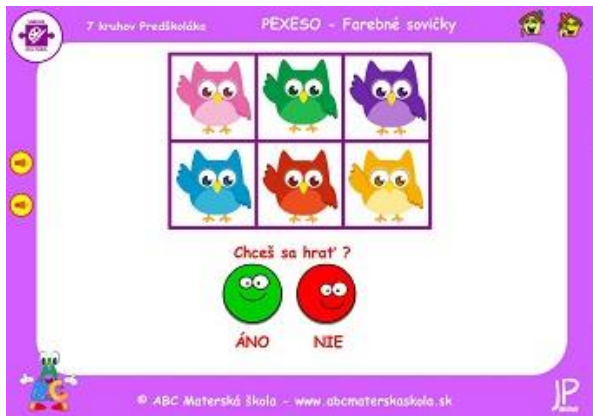 7 kruhov Predškoláka
PEXESO - Farebné sovičky
Chceš sa hrať ?
ÁNO
NIE
© ABC Materská škola - www.abcmaterskaskola.sk
JP